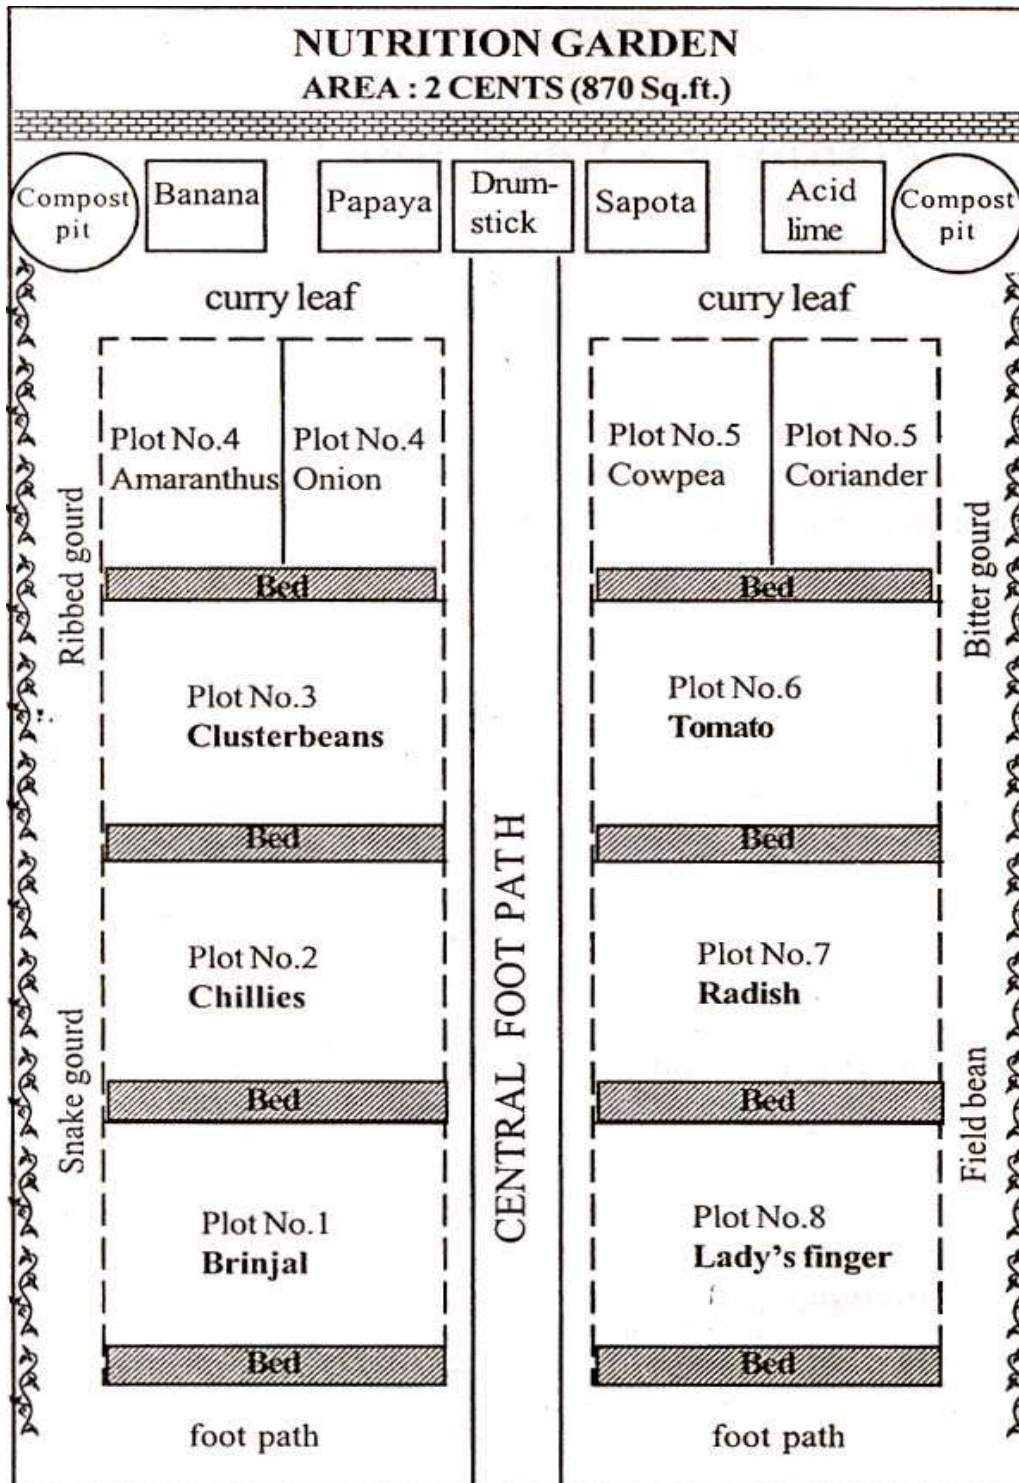 NUTRITION GARDEN
AREA : 2 CENTS (870 Sq.ft.)
Compost
pit
Banana
Papaya
Drum-
stick
Sapota
Acid
lime
Compost
pit
curry leaf
curry leaf
Plot No.4
Amaranthus
Plot No.4
Onion
Plot No.5
Cowpea
Plot No.5
Coriander
Ribbed gourd
Bitter gourd
Bed
Bed
Plot No.3
Clusterbeans
Plot No.6
Tomato
Bed
Bed
CENTRAL FOOT PATH
Plot No.2
Chillies
Plot No.7
Radish
Snake gourd
Field bean
Bed
Bed
Plot No.1
Brinjal
Plot No.8
Lady's finger
Bed
Bed
foot path
foot path